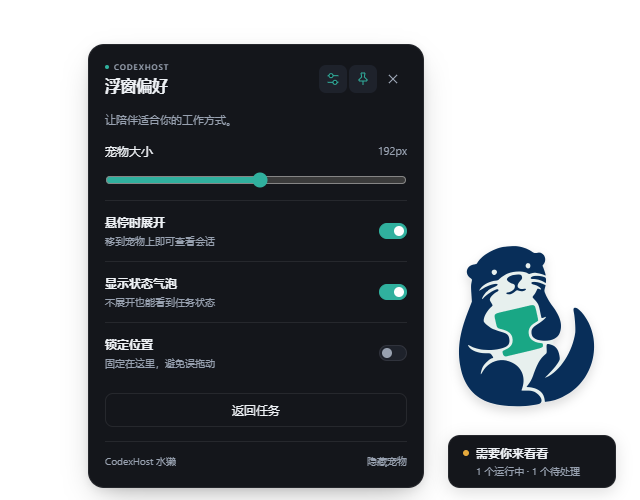 CODEXHOST
浮窗偏好
让陪伴适合你的工作方式。
宠物大小
192px
悬停时展开
移到宠物上即可查看会话
显示状态气泡
不展开也能看到任务状态
锁定位置
固定在这里，避免误拖动
返回任务
CodexHost 水獭
隐藏宠物
需要你来看看
1 个运行中 · 1 个待处理